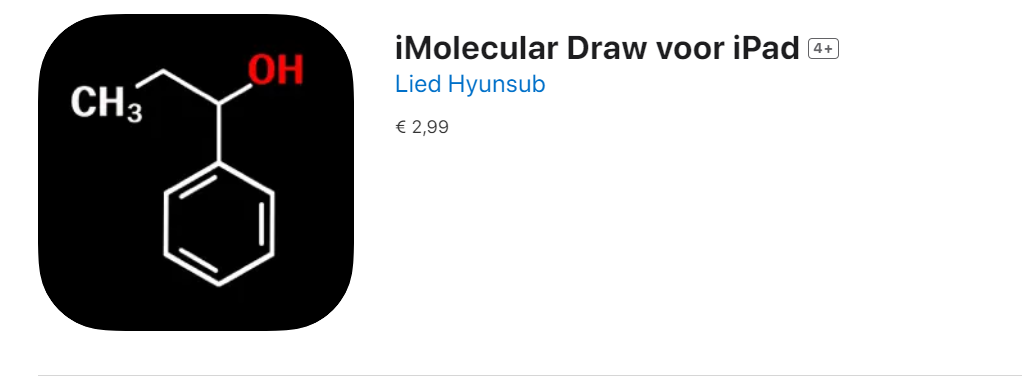 iMolecular Draw voor iPad 4+
Lied Hyunsub
€ 2,99
OH
CH3